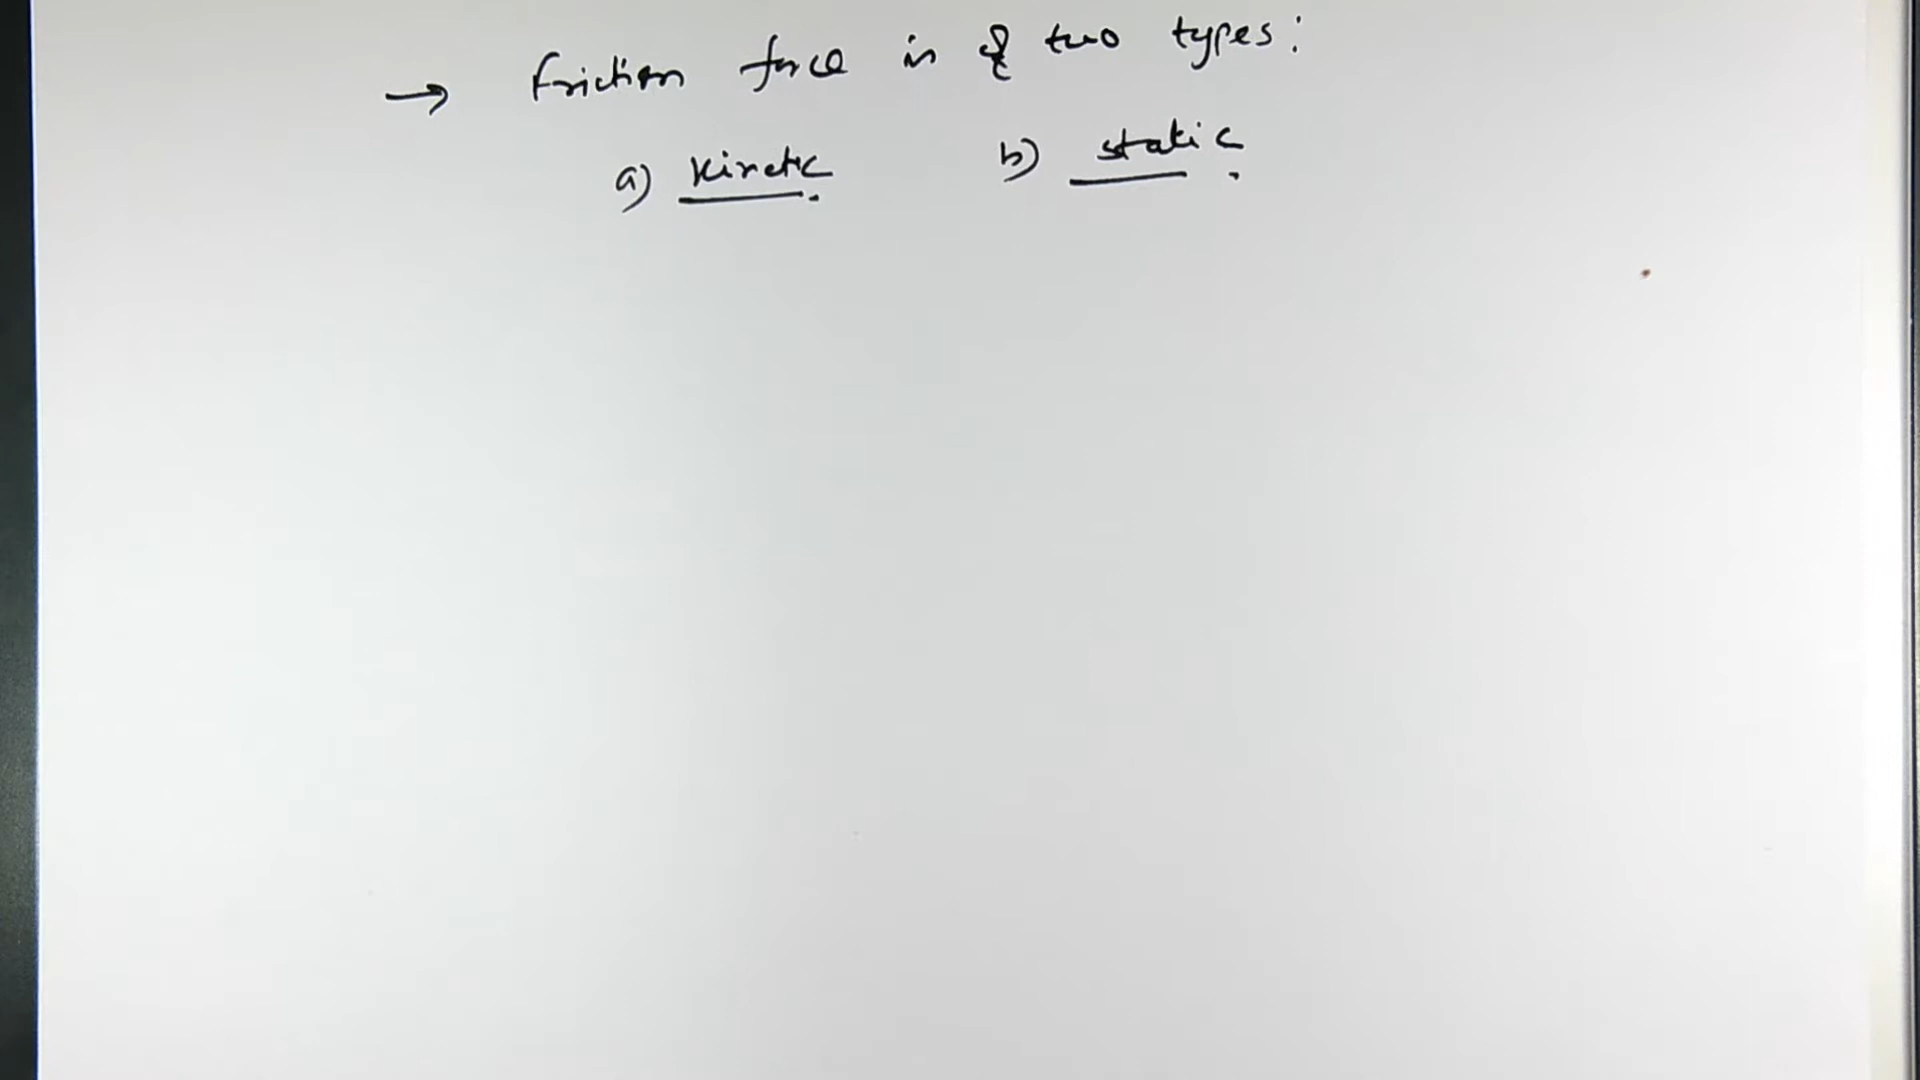 → Friction force is of two types:
a) Kinetic. b) static.